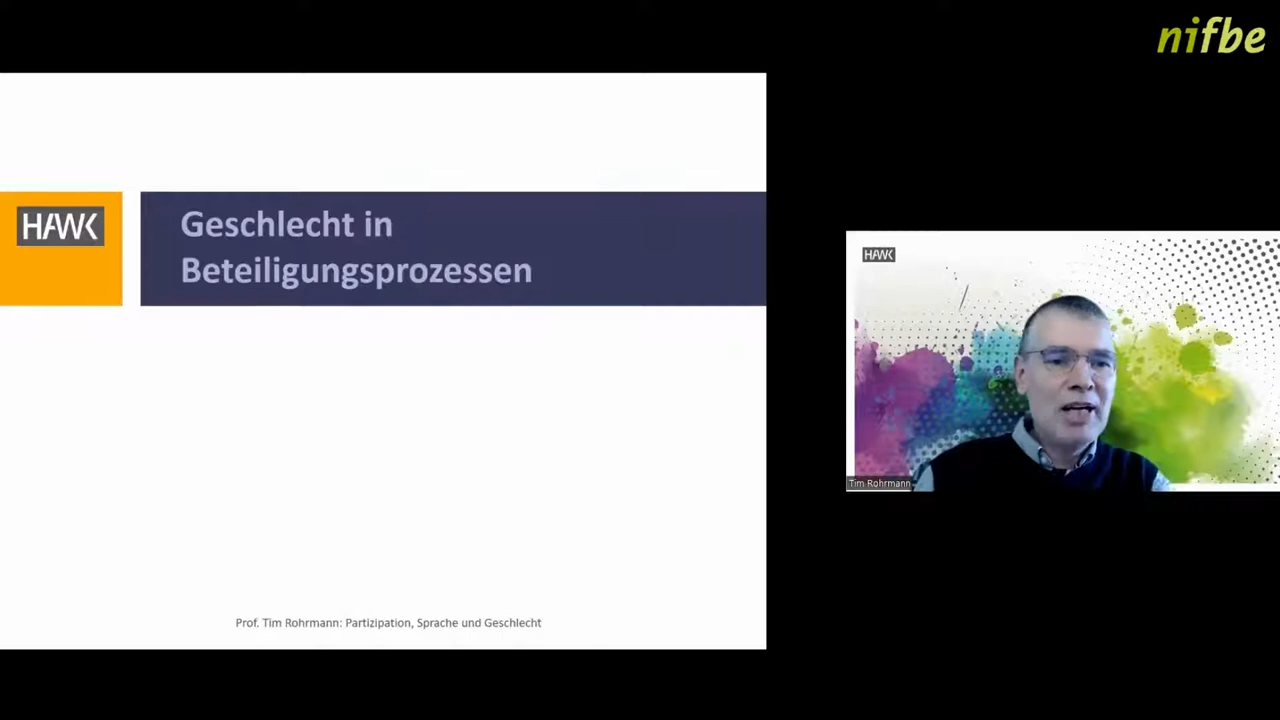 nifbe
HAWK
Geschlecht in
Beteiligungsprozessen
HAWK
Tim Rohrmann
Prof. Tim Rohrmann: Partizipation, Sprache und Geschlecht